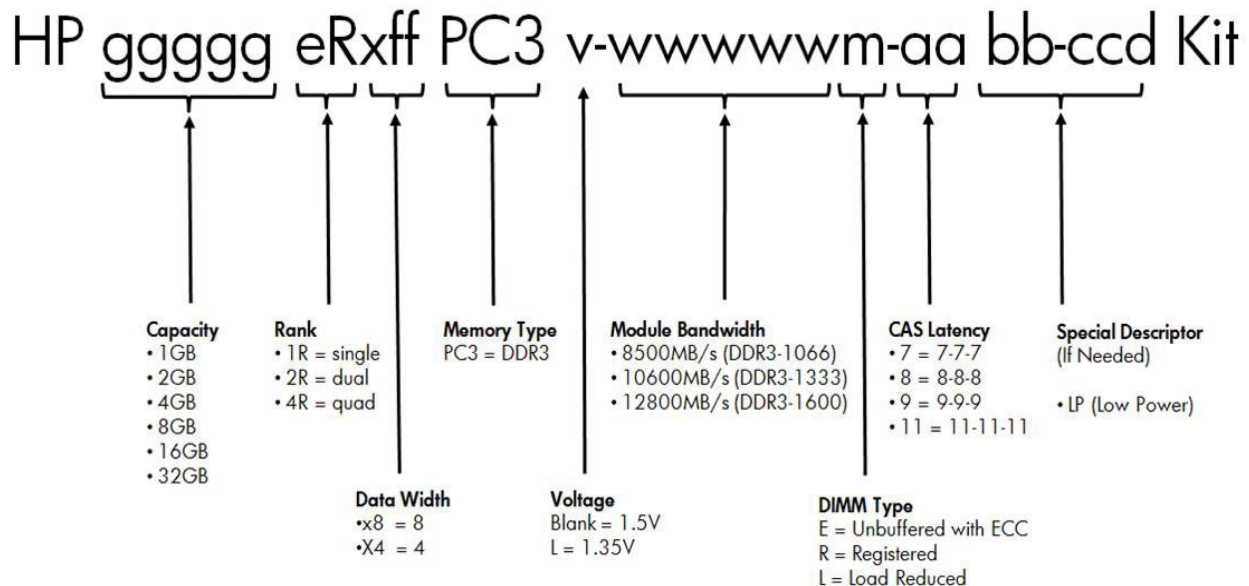 HP ggggg eRxff PC3 v-wwwwwm-aa bb-ccd Kit
Capacity
• 1GB
• 2GB
• 4GB
• 8GB
• 16GB
• 32GB
Rank
• 1R = single
• 2R = dual
• 4R = quad
Memory Type
PC3 = DDR3
Module Bandwidth
• 8500MB/s (DDR3-1066)
• 10600MB/s (DDR3-1333)
• 12800MB/s (DDR3-1600)
CAS Latency
• 7 = 7-7-7
• 8 = 8-8-8
• 9 = 9-9-9
• 11 = 11-11-11
Special Descriptor
(If Needed)
• LP (Low Power)
Data Width
•x8 = 8
•X4 = 4
Voltage
Blank = 1.5V
L = 1.35V
DIMM Type
E = Unbuffered with ECC
R = Registered
L = Load Reduced